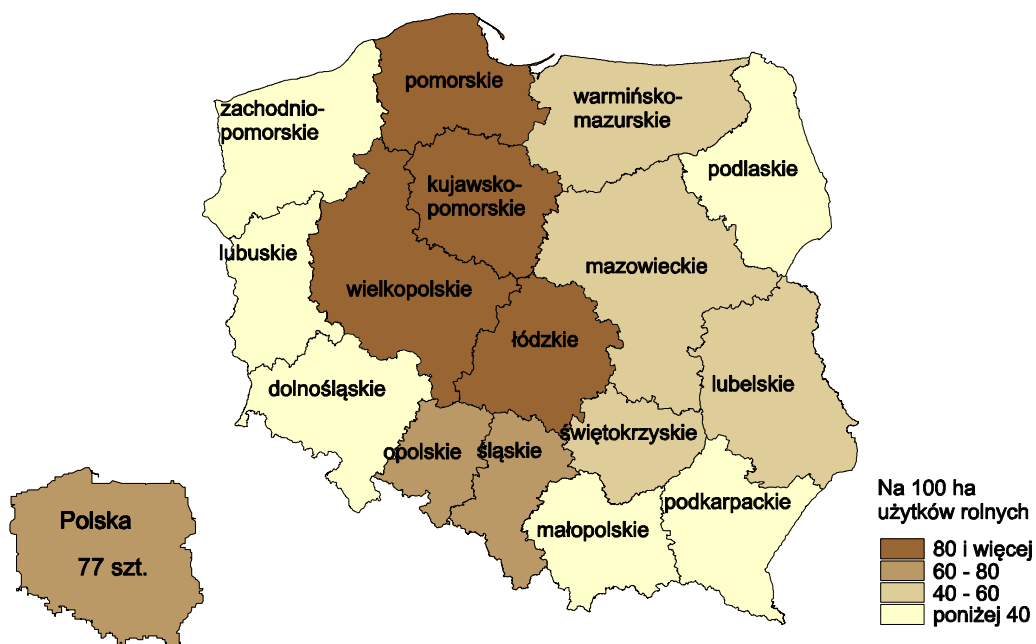 pomorskie
warmińsko-
mazurskie
zachodnio-
pomorskie
podlaskie
kujawsko-
pomorskie
lubuskie
mazowieckie
wielkopolskie
łódzkie
lubelskie
dolnośląskie
świętokrzyskie
opolskie
śląskie
podkarpackie
małopolskie
Polska
77 szt.
Na 100 ha
użytków rolnych
80 i więcej
60 - 80
40 - 60
poniżej 40